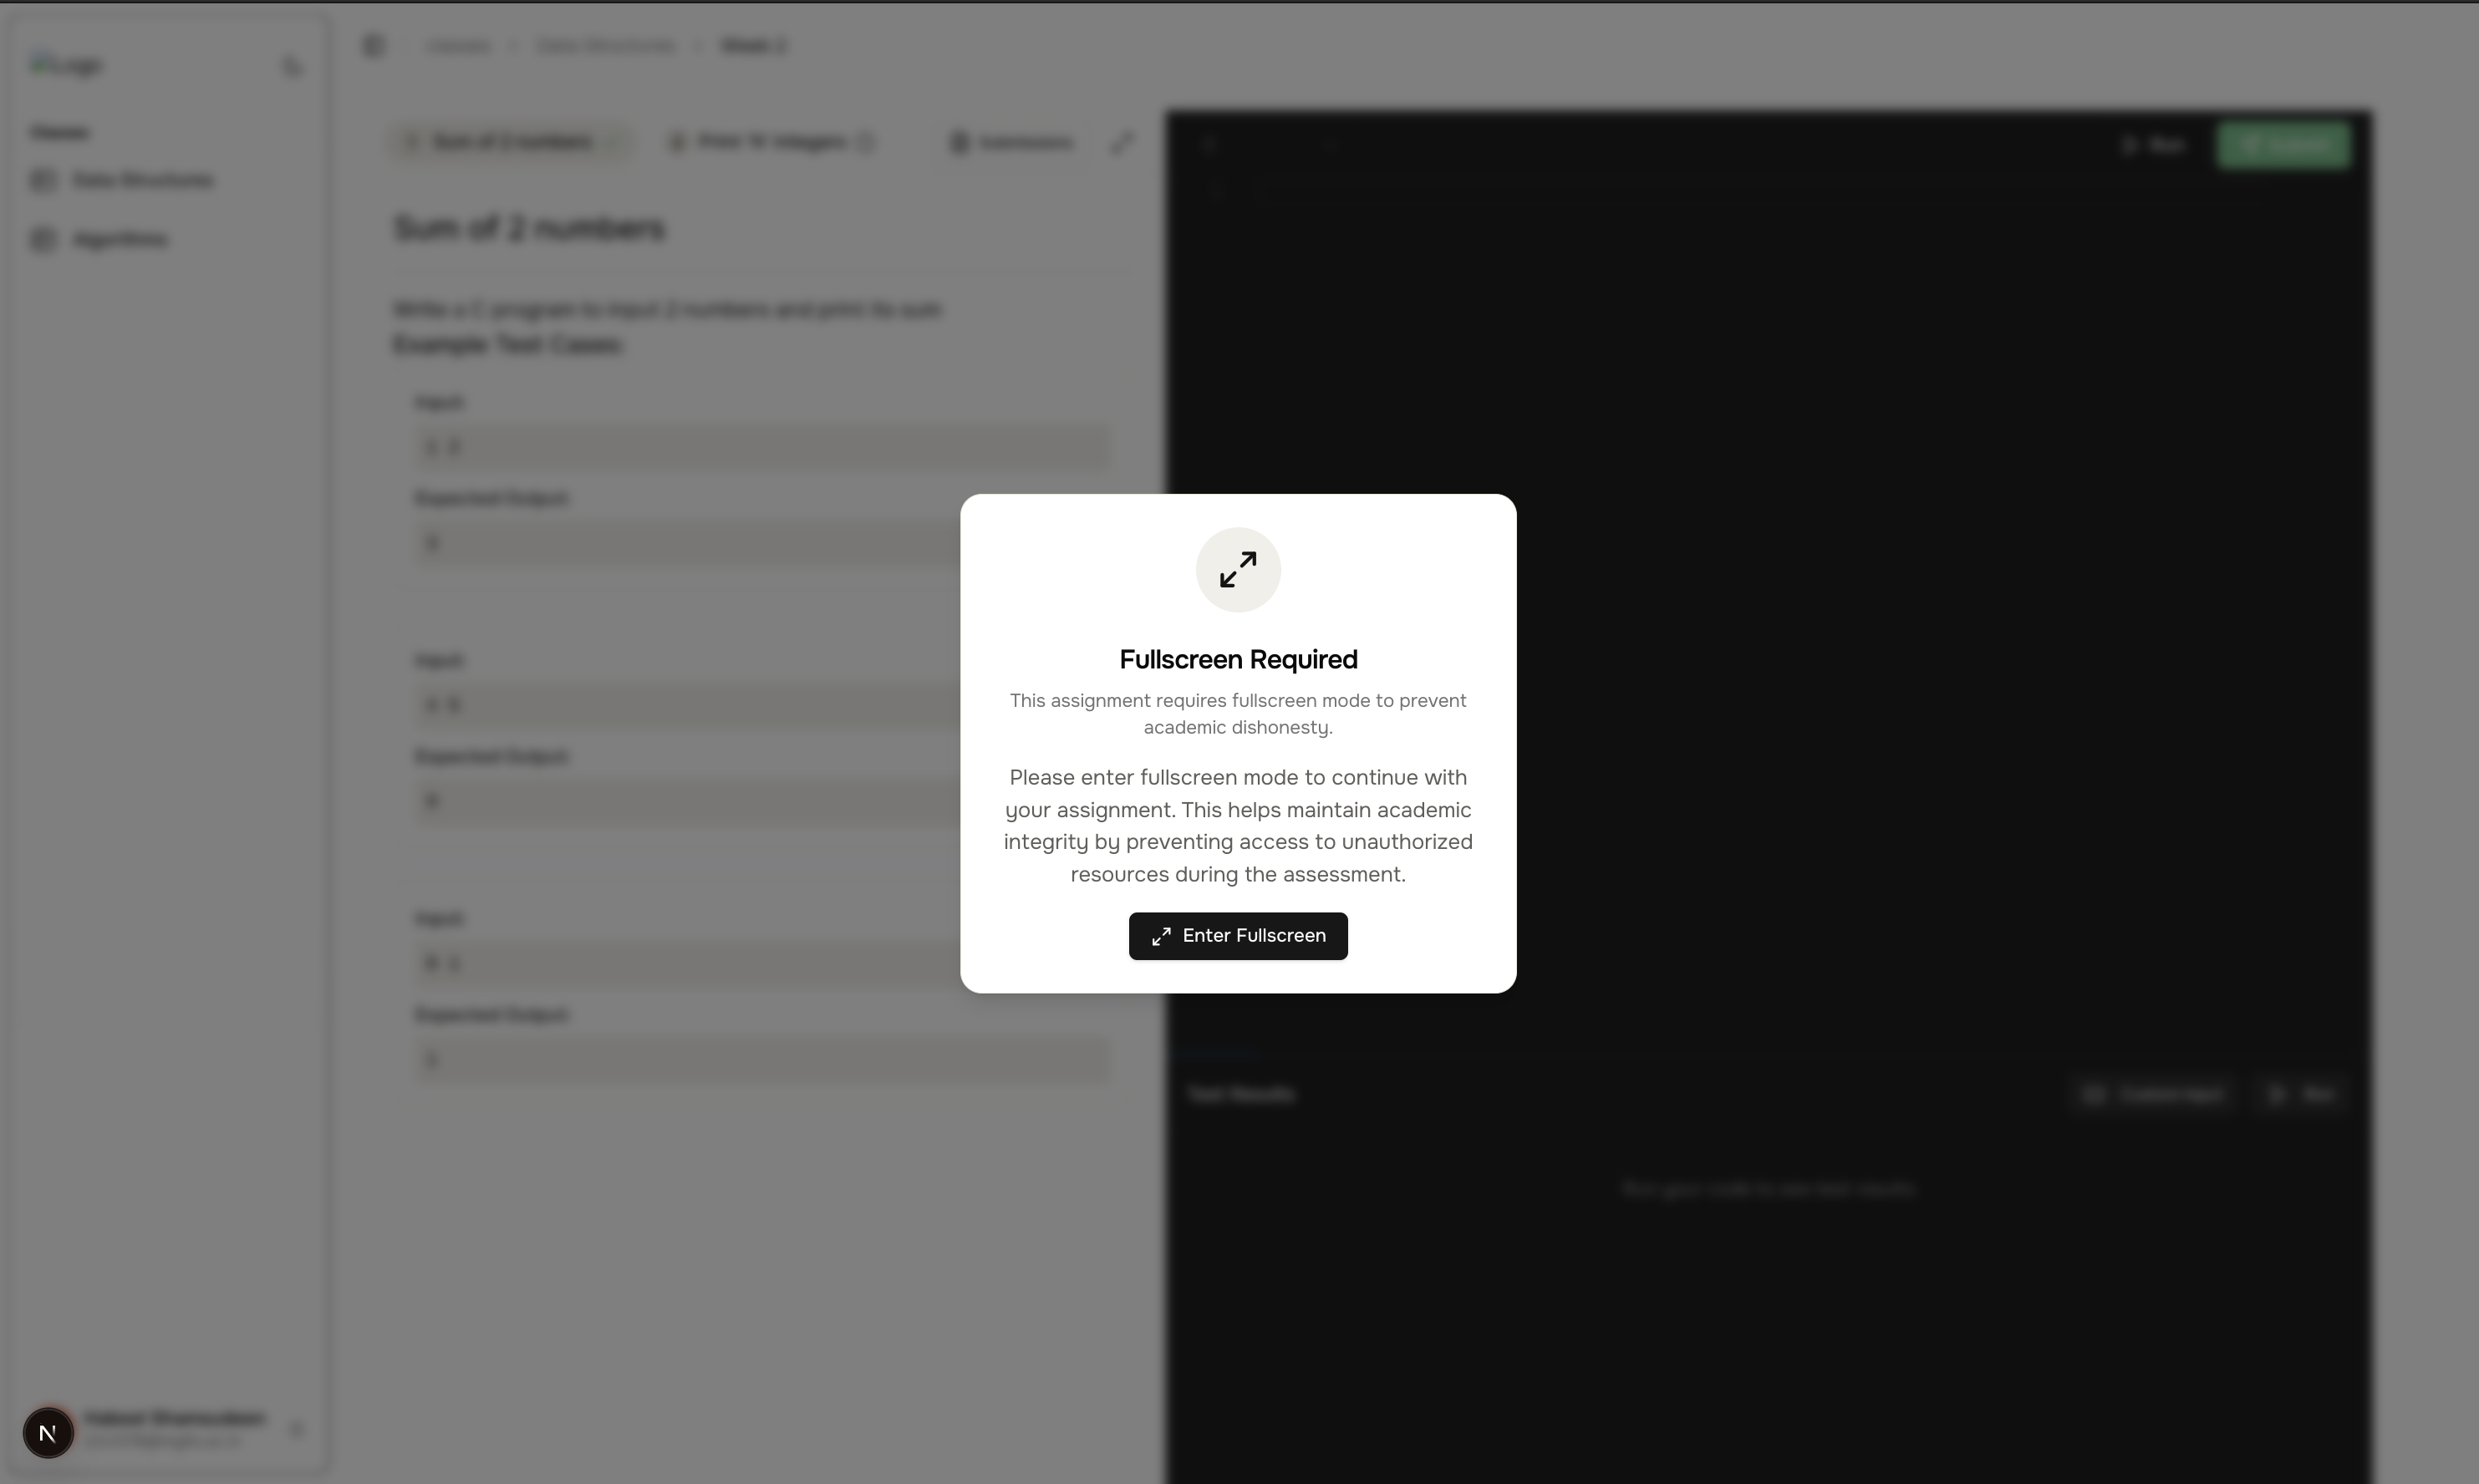 Logo
classes > Data Structures > Week 2
Classes
Data Structures
Algorithms
Sum of 2 numbers
Print 'N' Integers
Submissions
Run
Submit
Sum of 2 numbers
Write a C program to input 2 numbers and print its sum
Example Test Cases:
Input:
1 2
Expected Output:
3
Input:
Expected Output:
Input:
Expected Output:
Fullscreen Required
This assignment requires fullscreen mode to prevent
academic dishonesty.
Please enter fullscreen mode to continue with
your assignment. This helps maintain academic
integrity by preventing access to unauthorized
resources during the assessment.
Enter Fullscreen
Test Results
Custom Input
Run
Run your code to see test results
N